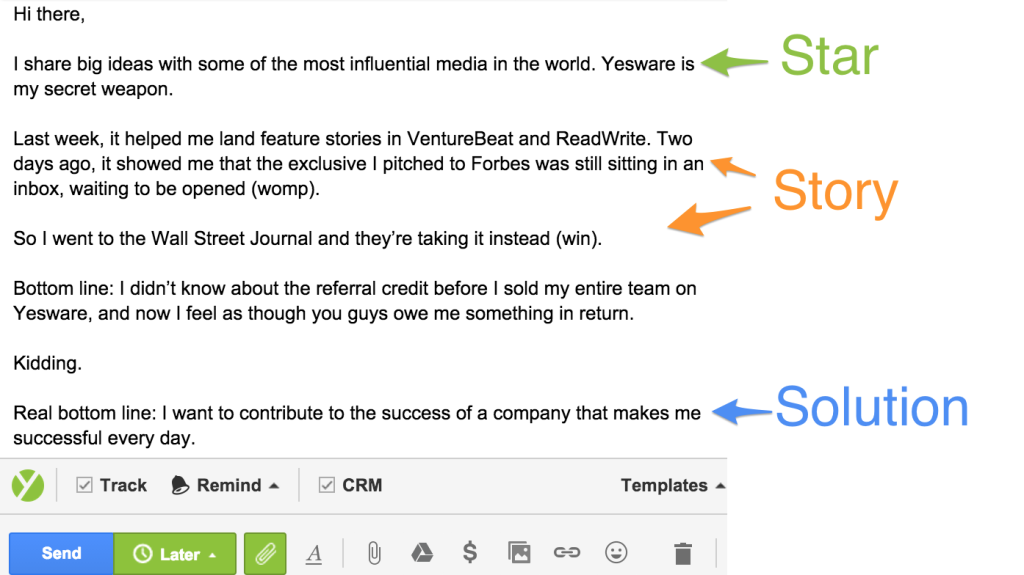 Hi there,
I share big ideas with some of the most influential media in the world. Yesware is
my secret weapon.
Star
Last week, it helped me land feature stories in VentureBeat and ReadWrite. Two
days ago, it showed me that the exclusive I pitched to Forbes was still sitting in an
inbox, waiting to be opened (womp).
Story
So I went to the Wall Street Journal and they’re taking it instead (win).
Bottom line: I didn’t know about the referral credit before I sold my entire team on
Yesware, and now I feel as though you guys owe me something in return.
Kidding.
Real bottom line: I want to contribute to the success of a company that makes me
successful every day.
Solution
Track Remind CRM Templates
Send Later A $